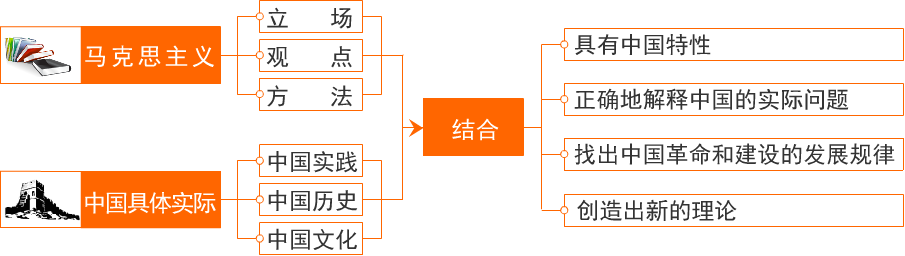 马克思主义
立 场
观 点
方 法
中国具体实际
中国实践
中国历史
中国文化
结合
具有中国特性
正确地解释中国的实际问题
找出中国革命和建设的发展规律
创造出新的理论